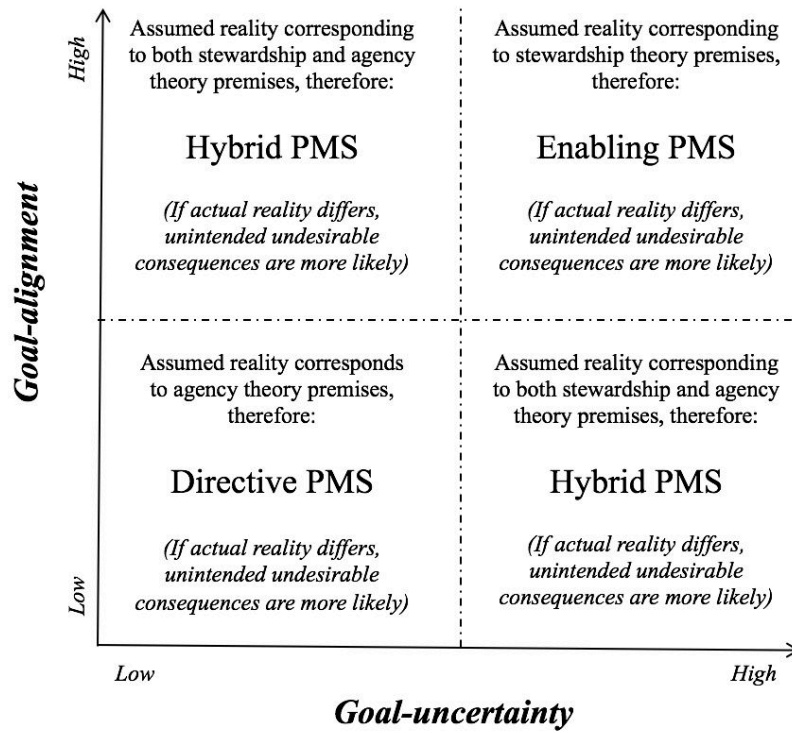 High
Goal-alignment
Low
Assumed reality corresponding
to both stewardship and agency
theory premises, therefore:
Hybrid PMS
(If actual reality differs,
unintended undesirable
consequences are more likely)
Assumed reality corresponding
to stewardship theory premises,
therefore:
Enabling PMS
(If actual reality differs,
unintended undesirable
consequences are more likely)
Assumed reality corresponds
to agency theory premises,
therefore:
Directive PMS
(If actual reality differs,
unintended undesirable
consequences are more likely)
Assumed reality corresponding
to both stewardship and agency
theory premises, therefore:
Hybrid PMS
(If actual reality differs,
unintended undesirable
consequences are more likely)
Low
High
Goal-uncertainty